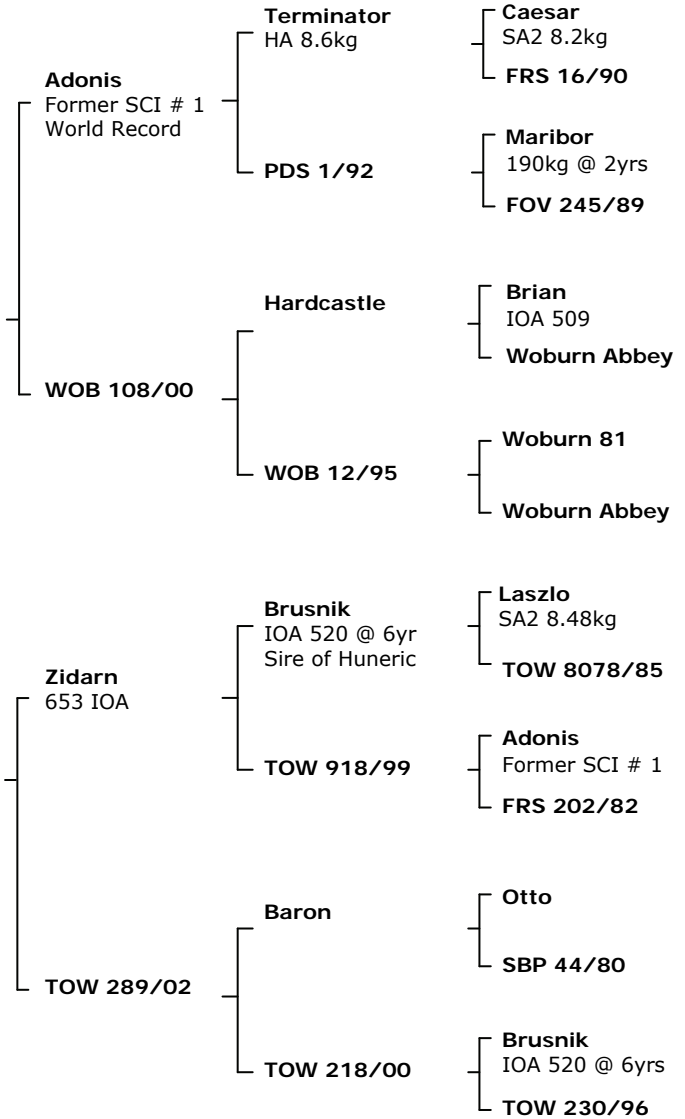 Adonis
Former SCI # 1
World Record
WOB 108/00
Terminator
HA 8.6kg
PDS 1/92
Hardcastle
WOB 12/95
Caesar
SA2 8.2kg
FRS 16/90
Maribor
190kg @ 2yrs
FOV 245/89
Brian
IOA 509
Woburn Abbey
Woburn 81
Woburn Abbey
Zidarn
653 IOA
TOW 289/02
Brusnik
IOA 520 @ 6yr
Sire of Huneric
TOW 918/99
Baron
TOW 218/00
Laszlo
SA2 8.48kg
TOW 8078/85
Adonis
Former SCI # 1
FRS 202/82
Otto
SBP 44/80
Brusnik
IOA 520 @ 6yrs
TOW 230/96